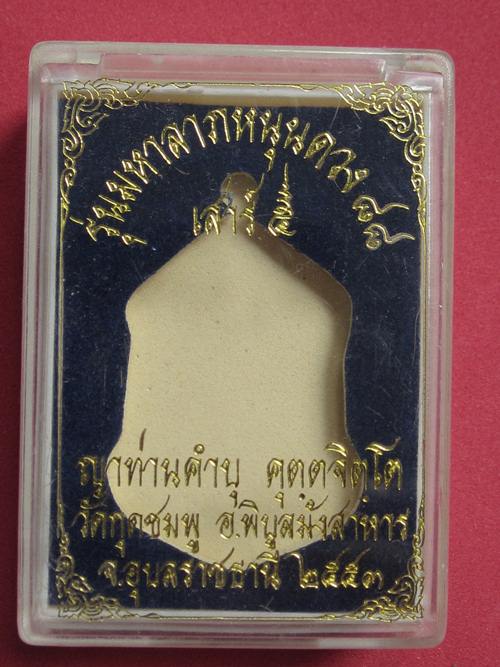 รุ่นมหาลาภหนุนดวง ๘๘
เสาร์ ๕
ญาท่านคำบุ คุตฺตจิตฺโต
วัดกุดชมพู อ.พิบูลมังสาหาร
จ.อุบลราชธานี ๒๕๕๓